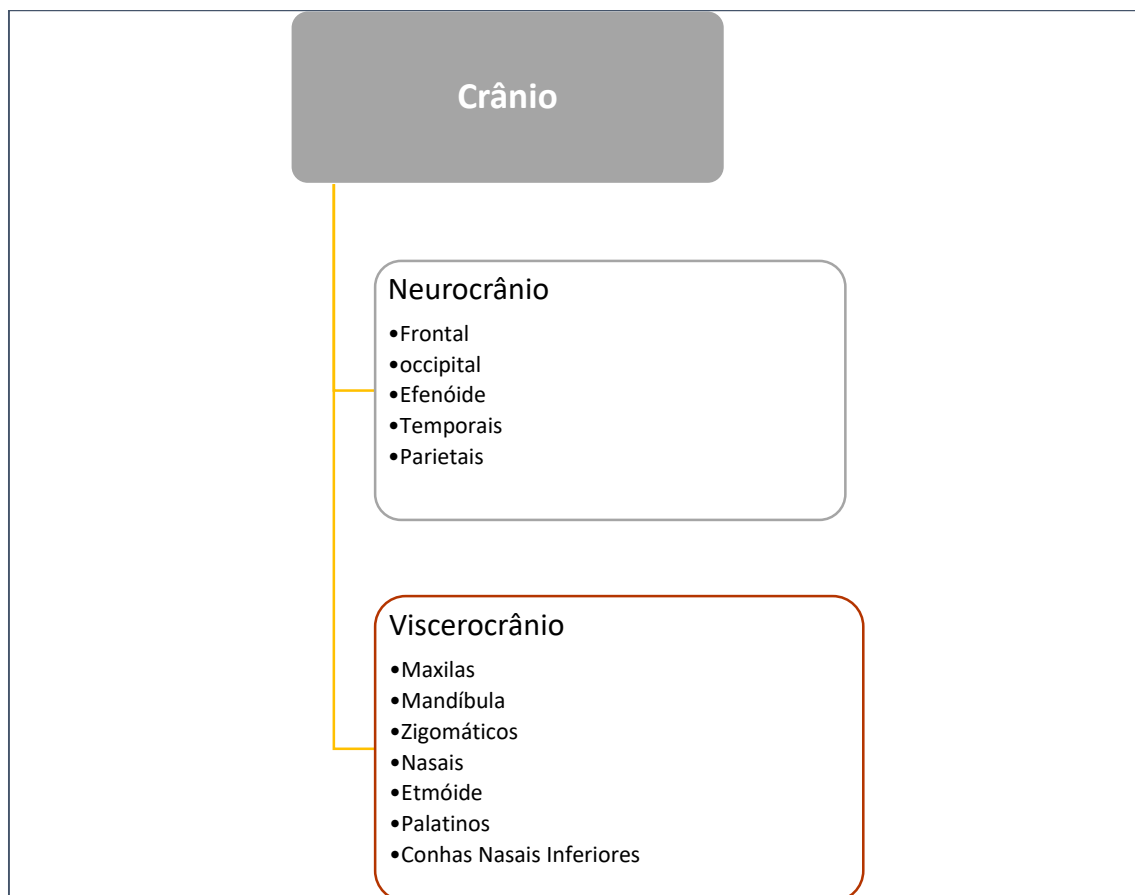 Crânio
Neurocrânio
•Frontal
•occipital
•Efenóide
•Temporais
•Parietais
Viscerocrânio
•Maxilas
•Mandíbula
•Zigomáticos
•Nasais
•Etmóide
•Palatinos
•Conhas Nasais Inferiores